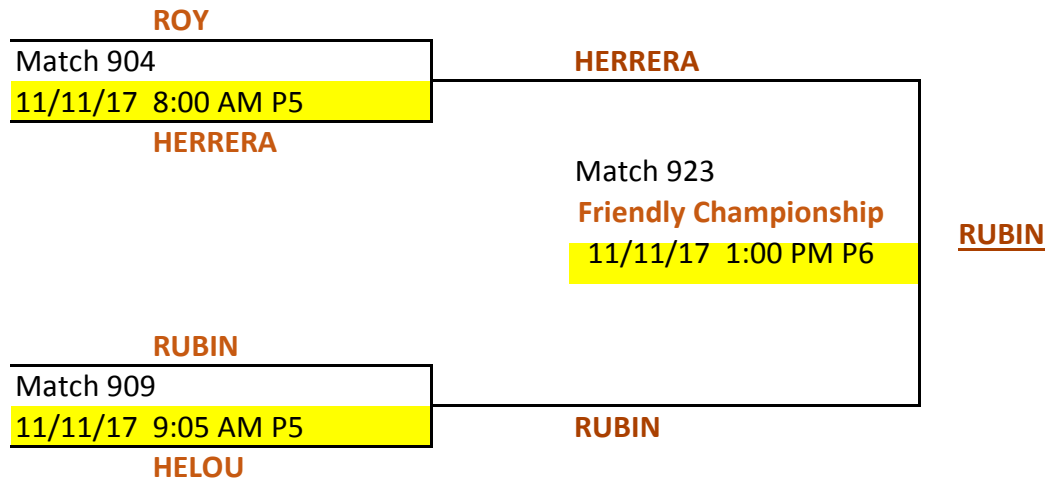 ROY
Match 904
11/11/17 8:00 AM P5
HERRERA
HERRERA
Match 923
Friendly Championship
11/11/17 1:00 PM P6
RUBIN
RUBIN
Match 909
11/11/17 9:05 AM P5
HELOU
RUBIN